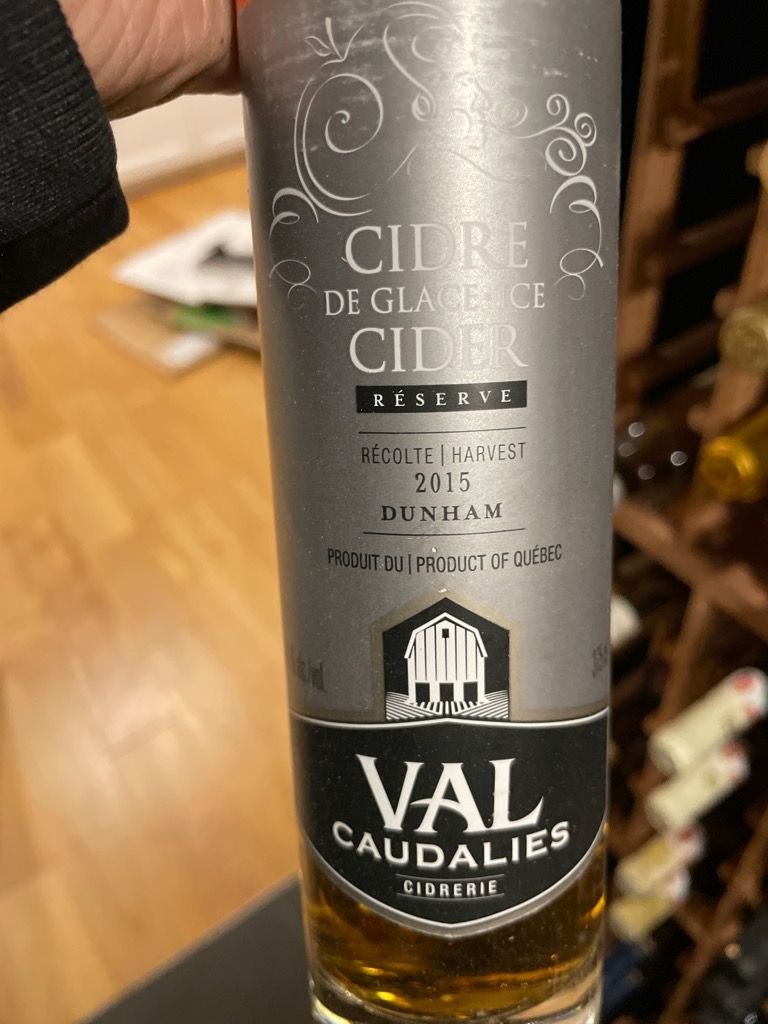 CIDRE
DE GLACE ICE
CIDER
RÉSERVE
RÉCOLTE | HARVEST
2015
DUNHAM
PRODUIT DU | PRODUCT OF QUÉBEC
VAL
CAUDALIES
CIDRERIE